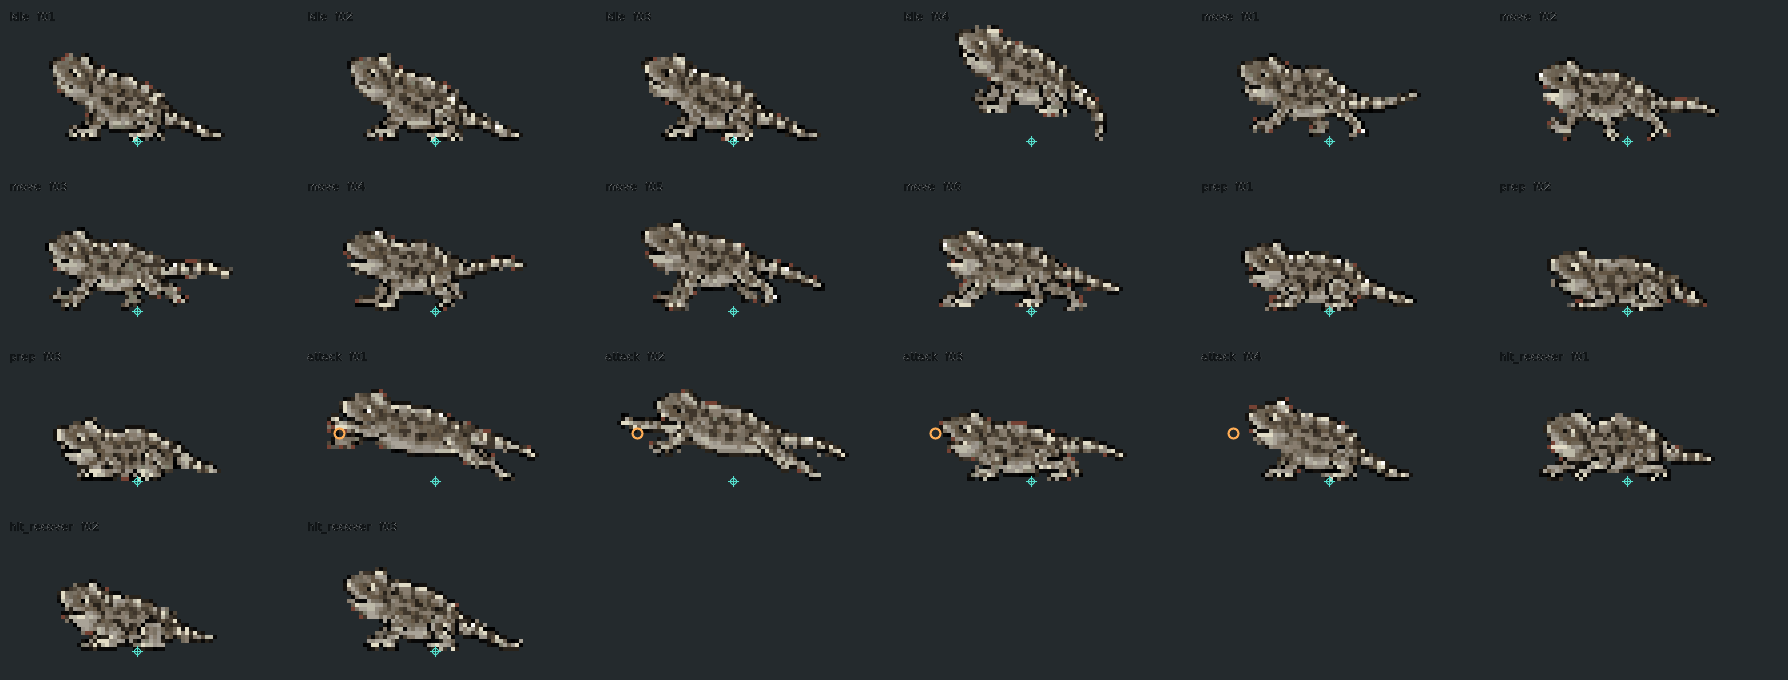 idle f01 idle f02 idle f03 idle f04 move f01 move f02
move f03 move f04 move f05 move f06 prep f01 prep f02
prep f03 attack f01 attack f02 attack f03 attack f04 hit_recover f01
hit_recover f02 hit_recover f03